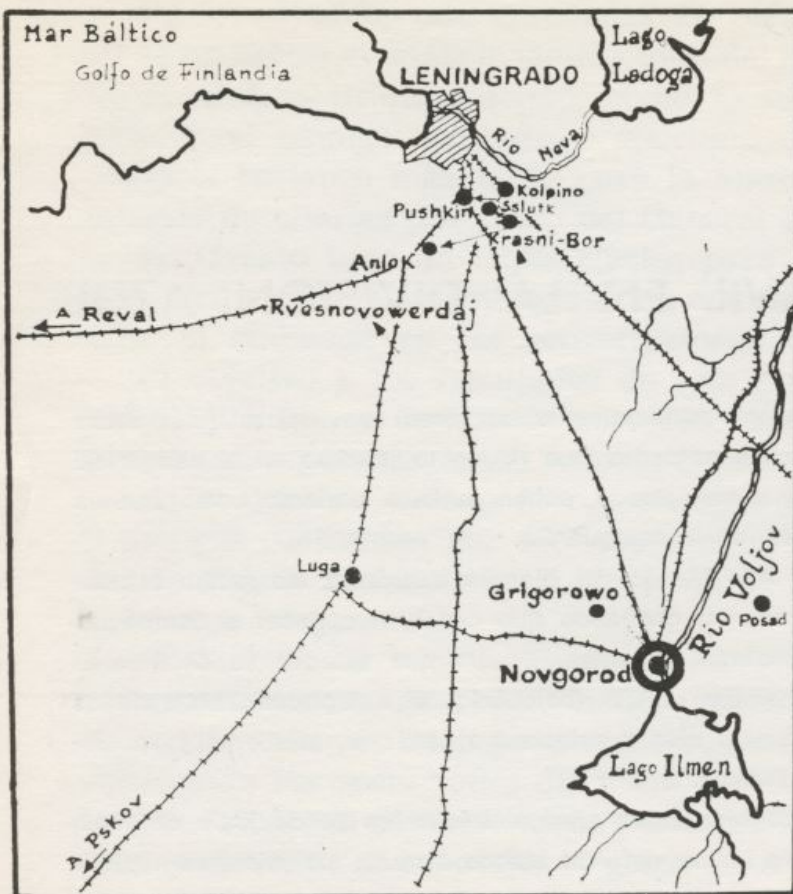 Mar Báltico
Golfo de Finlandia
Lago
Ladoga
LENINGRADO
Rio Neva
Kolpino
Sslutk
Pushkin
Krasni-Bor
Anlok
A Reval
Rvesnovowerdaj
Luga
Grigorowo
Rio Voljov
Posad
Novgorod
Lago Ilmen
A Pskov